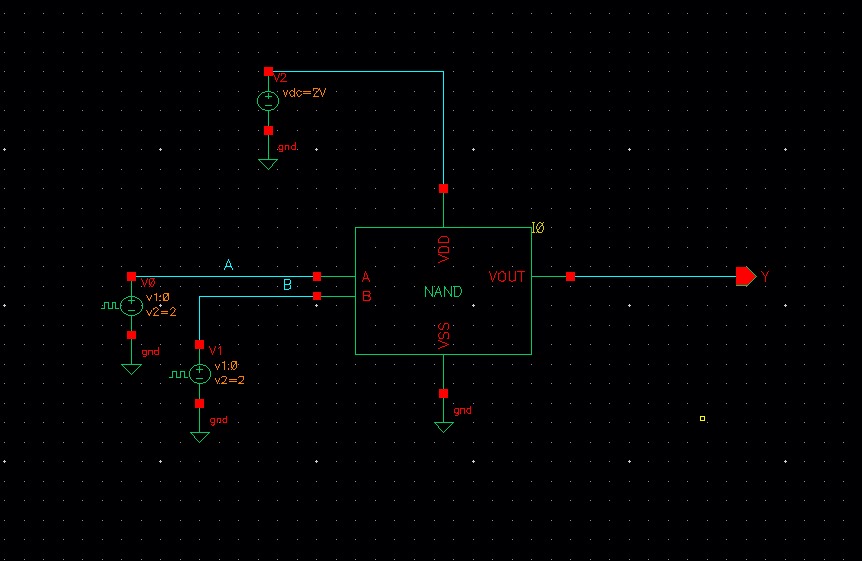 V2
vdc=2V
gnd
I0
VDD
A
A
VOUT
Y
V0
B
B
NAND
v1:0
v2=2
VSS
gnd
V1
v1:0
v2=2
gnd
gnd